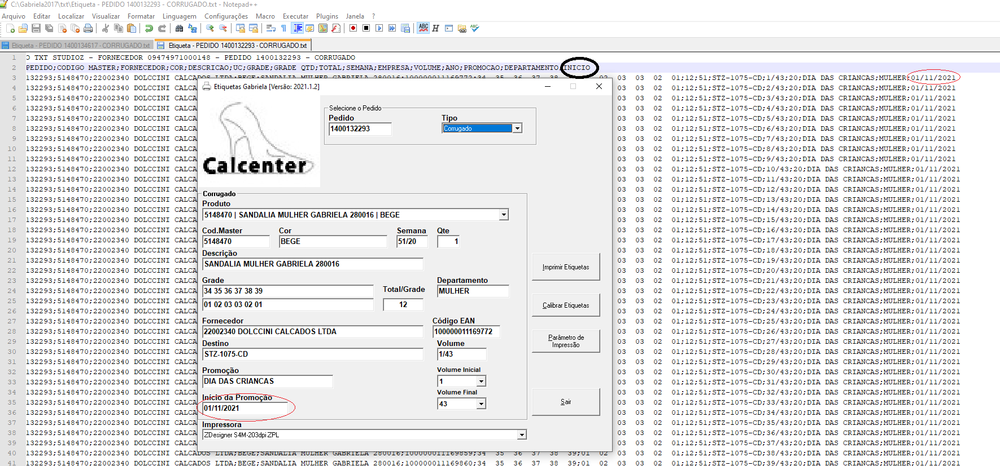 C:\Gabriela2017\txt\Etiqueta - PEDIDO 1400132293 - CORRUGADO.txt - Notepad++
Arquivo Editar Localizar Visualizar Formatar Linguagem Configurações Macro Executar Plugins Janela ?
Etiqueta - PEDIDO 1400134617 - CORRUGADO.txt Etiqueta - PEDIDO 1400132293 - CORRUGADO.txt
1 O TXT STUDIOZ - FORNECEDOR 09474971000148 - PEDIDO 1400132293 - CORRUGADO
2 PEDIDO;CODIGO MASTER;FORNECEDOR;COR;DESCRICAO;UC;GRADE;GRADE QTD;TOTAL;SEMANA;EMPRESA;VOLUME;ANO;PROMOCAO;DEPARTAMENTO;INICIO
3 132293;5148470;22002340 DOLCCINI CALCADOS LTDA;BEGE;SANDALIA MULHER GABRIELA 280016;100000011169772;34 35 36 37 38 39;01 02 03 03 02 01;12;51;STZ-1075-CD;1/43;20;DIA DAS CRIANCAS;MULHER;01/11/2021
4 132293;5148470;22002340 DOLCCINI CALCA 02 03 03 02 01;12;51;STZ-1075-CD;2/43;20;DIA DAS CRIANCAS;MULHER;01/11/2021
5 132293;5148470;22002340 DOLCCINI CALCA 02 03 03 02 01;12;51;STZ-1075-CD;3/43;20;DIA DAS CRIANCAS;MULHER;01/11/2021
6 132293;5148470;22002340 DOLCCINI CALCA 02 03 03 02 01;12;51;STZ-1075-CD;4/43;20;DIA DAS CRIANCAS;MULHER;01/11/2021
7 132293;5148470;22002340 DOLCCINI CALCA 02 03 03 02 01;12;51;STZ-1075-CD;5/43;20;DIA DAS CRIANCAS;MULHER;01/11/2021
8 132293;5148470;22002340 DOLCCINI CALCA 02 03 03 02 01;12;51;STZ-1075-CD;6/43;20;DIA DAS CRIANCAS;MULHER;01/11/2021
9 132293;5148470;22002340 DOLCCINI CALCA 02 03 03 02 01;12;51;STZ-1075-CD;7/43;20;DIA DAS CRIANCAS;MULHER;01/11/2021
10 132293;5148470;22002340 DOLCCINI CALCA 02 03 03 02 01;12;51;STZ-1075-CD;8/43;20;DIA DAS CRIANCAS;MULHER;01/11/2021
11 132293;5148470;22002340 DOLCCINI CALCA 02 03 03 02 01;12;51;STZ-1075-CD;9/43;20;DIA DAS CRIANCAS;MULHER;01/11/2021
12 132293;5148470;22002340 DOLCCINI CALCA 02 03 03 02 01;12;51;STZ-1075-CD;10/43;20;DIA DAS CRIANCAS;MULHER;01/11/2021
13 132293;5148470;22002340 DOLCCINI CALCA 02 03 03 02 01;12;51;STZ-1075-CD;11/43;20;DIA DAS CRIANCAS;MULHER;01/11/2021
14 132293;5148470;22002340 DOLCCINI CALCA 02 03 03 02 01;12;51;STZ-1075-CD;12/43;20;DIA DAS CRIANCAS;MULHER;01/11/2021
15 132293;5148470;22002340 DOLCCINI CALCA 02 03 03 02 01;12;51;STZ-1075-CD;13/43;20;DIA DAS CRIANCAS;MULHER;01/11/2021
16 132293;5148470;22002340 DOLCCINI CALCA 02 03 03 02 01;12;51;STZ-1075-CD;14/43;20;DIA DAS CRIANCAS;MULHER;01/11/2021
17 132293;5148470;22002340 DOLCCINI CALCA 02 03 03 02 01;12;51;STZ-1075-CD;15/43;20;DIA DAS CRIANCAS;MULHER;01/11/2021
18 132293;5148470;22002340 DOLCCINI CALCA 02 03 03 02 01;12;51;STZ-1075-CD;16/43;20;DIA DAS CRIANCAS;MULHER;01/11/2021
19 132293;5148470;22002340 DOLCCINI CALCA 02 03 03 02 01;12;51;STZ-1075-CD;17/43;20;DIA DAS CRIANCAS;MULHER;01/11/2021
20 132293;5148470;22002340 DOLCCINI CALCA 02 03 03 02 01;12;51;STZ-1075-CD;18/43;20;DIA DAS CRIANCAS;MULHER;01/11/2021
21 132293;5148470;22002340 DOLCCINI CALCA 02 03 03 02 01;12;51;STZ-1075-CD;19/43;20;DIA DAS CRIANCAS;MULHER;01/11/2021
22 132293;5148470;22002340 DOLCCINI CALCA 02 03 03 02 01;12;51;STZ-1075-CD;20/43;20;DIA DAS CRIANCAS;MULHER;01/11/2021
23 132293;5148470;22002340 DOLCCINI CALCA 02 03 03 02 01;12;51;STZ-1075-CD;21/43;20;DIA DAS CRIANCAS;MULHER;01/11/2021
24 132293;5148470;22002340 DOLCCINI CALCA 02 03 03 02 01;12;51;STZ-1075-CD;22/43;20;DIA DAS CRIANCAS;MULHER;01/11/2021
25 132293;5148470;22002340 DOLCCINI CALCA 02 03 03 02 01;12;51;STZ-1075-CD;23/43;20;DIA DAS CRIANCAS;MULHER;01/11/2021
26 132293;5148470;22002340 DOLCCINI CALCA 02 03 03 02 01;12;51;STZ-1075-CD;24/43;20;DIA DAS CRIANCAS;MULHER;01/11/2021
27 132293;5148470;22002340 DOLCCINI CALCA 02 03 03 02 01;12;51;STZ-1075-CD;25/43;20;DIA DAS CRIANCAS;MULHER;01/11/2021
28 132293;5148470;22002340 DOLCCINI CALCA 02 03 03 02 01;12;51;STZ-1075-CD;26/43;20;DIA DAS CRIANCAS;MULHER;01/11/2021
29 132293;5148470;22002340 DOLCCINI CALCA 02 03 03 02 01;12;51;STZ-1075-CD;27/43;20;DIA DAS CRIANCAS;MULHER;01/11/2021
30 132293;5148470;22002340 DOLCCINI CALCA 02 03 03 02 01;12;51;STZ-1075-CD;28/43;20;DIA DAS CRIANCAS;MULHER;01/11/2021
31 132293;5148470;22002340 DOLCCINI CALCA 02 03 03 02 01;12;51;STZ-1075-CD;29/43;20;DIA DAS CRIANCAS;MULHER;01/11/2021
32 132293;5148470;22002340 DOLCCINI CALCA 02 03 03 02 01;12;51;STZ-1075-CD;30/43;20;DIA DAS CRIANCAS;MULHER;01/11/2021
33 132293;5148470;22002340 DOLCCINI CALCA 02 03 03 02 01;12;51;STZ-1075-CD;31/43;20;DIA DAS CRIANCAS;MULHER;01/11/2021
34 132293;5148470;22002340 DOLCCINI CALCA 02 03 03 02 01;12;51;STZ-1075-CD;32/43;20;DIA DAS CRIANCAS;MULHER;01/11/2021
35 132293;5148470;22002340 DOLCCINI CALCA 02 03 03 02 01;12;51;STZ-1075-CD;33/43;20;DIA DAS CRIANCAS;MULHER;01/11/2021
36 132293;5148470;22002340 DOLCCINI CALCA 02 03 03 02 01;12;51;STZ-1075-CD;34/43;20;DIA DAS CRIANCAS;MULHER;01/11/2021
37 132293;5148470;22002340 DOLCCINI CALCA 02 03 03 02 01;12;51;STZ-1075-CD;35/43;20;DIA DAS CRIANCAS;MULHER;01/11/2021
38 132293;5148470;22002340 DOLCCINI CALCA 02 03 03 02 01;12;51;STZ-1075-CD;36/43;20;DIA DAS CRIANCAS;MULHER;01/11/2021
39 132293;5148470;22002340 DOLCCINI CALCA 02 03 03 02 01;12;51;STZ-1075-CD;37/43;20;DIA DAS CRIANCAS;MULHER;01/11/2021
40 132293;5148470;22002340 DOLCCINI CALCADOS LTDA;BEGE;SANDALIA MULHER GABRIELA 280016;100000011169859;34 35 36 37 38 39;01 02 03 03 02 01;12;51;STZ-1075-CD;38/43;20;DIA DAS CRIANCAS;MULHER;01/11/2021
41 132293;5148470;22002340 DOLCCINI CALCADOS LTDA;BEGE;SANDALIA MULHER GABRIELA 280016;100000011169860;34 35 36 37 38 39;01 02 03 03 02 01;12;51;STZ-1075-CD;39/43;20;DIA DAS CRIANCAS;MULHER;01/11/2021
Etiquetas Gabriela [Versão: 2021.1.2]
Calcenter
Selecione o Pedido
Pedido Tipo
1400132293 Corrugado
Corrugado
Produto
5148470 | SANDALIA MULHER GABRIELA 280016 | BEGE
Cod.Master Cor Semana Qte
5148470 BEGE 51/20 1
Descrição
SANDALIA MULHER GABRIELA 280016
Grade Total/Grade Departamento
34 35 36 37 38 39 MULHER
01 02 03 03 02 01 12
Fornecedor Código EAN
22002340 DOLCCINI CALCADOS LTDA 100000011169772
Destino Volume
STZ-1075-CD 1/43
Promoção Volume Inicial
DIA DAS CRIANCAS 1
Início da Promoção Volume Final
01/11/2021 43
Impressora
ZDesigner S4M-203dpi ZPL
Imprimir Etiquetas
Calibrar Etiquetas
Parâmetro de
Impressão
Sair